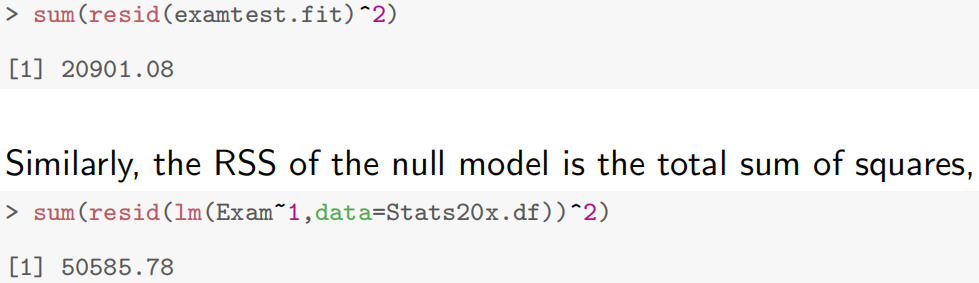 > sum(resid(examtest.fit)^2)
[1] 20901.08
Similarly, the RSS of the null model is the total sum of squares,
> sum(resid(lm(Exam~1,data=Stats20x.df))^2)
[1] 50585.78